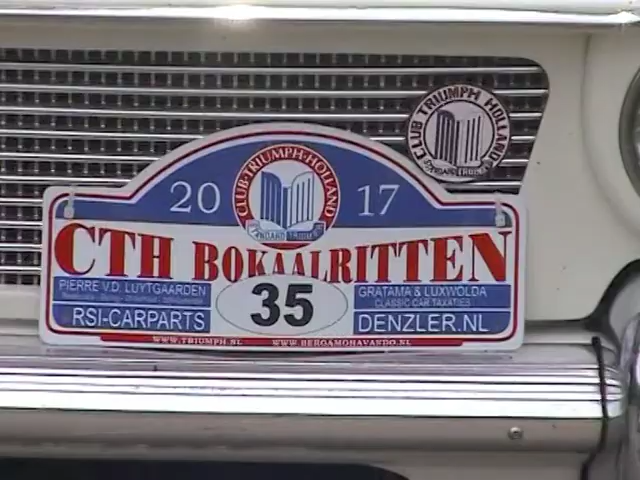 CLUB TRIUMPH HOLLAND
CLUB·TRIUMPH·HOLLAND
20 17
CTH BOKAALRITTEN
PIERRE V.D. LUYTGAARDEN
GRATAMA & LUXWOLDA
CLASSIC CAR TAXATIES
35
RSI-CARPARTS
DENZLER.NL
WWW.TRIUMPH.NL